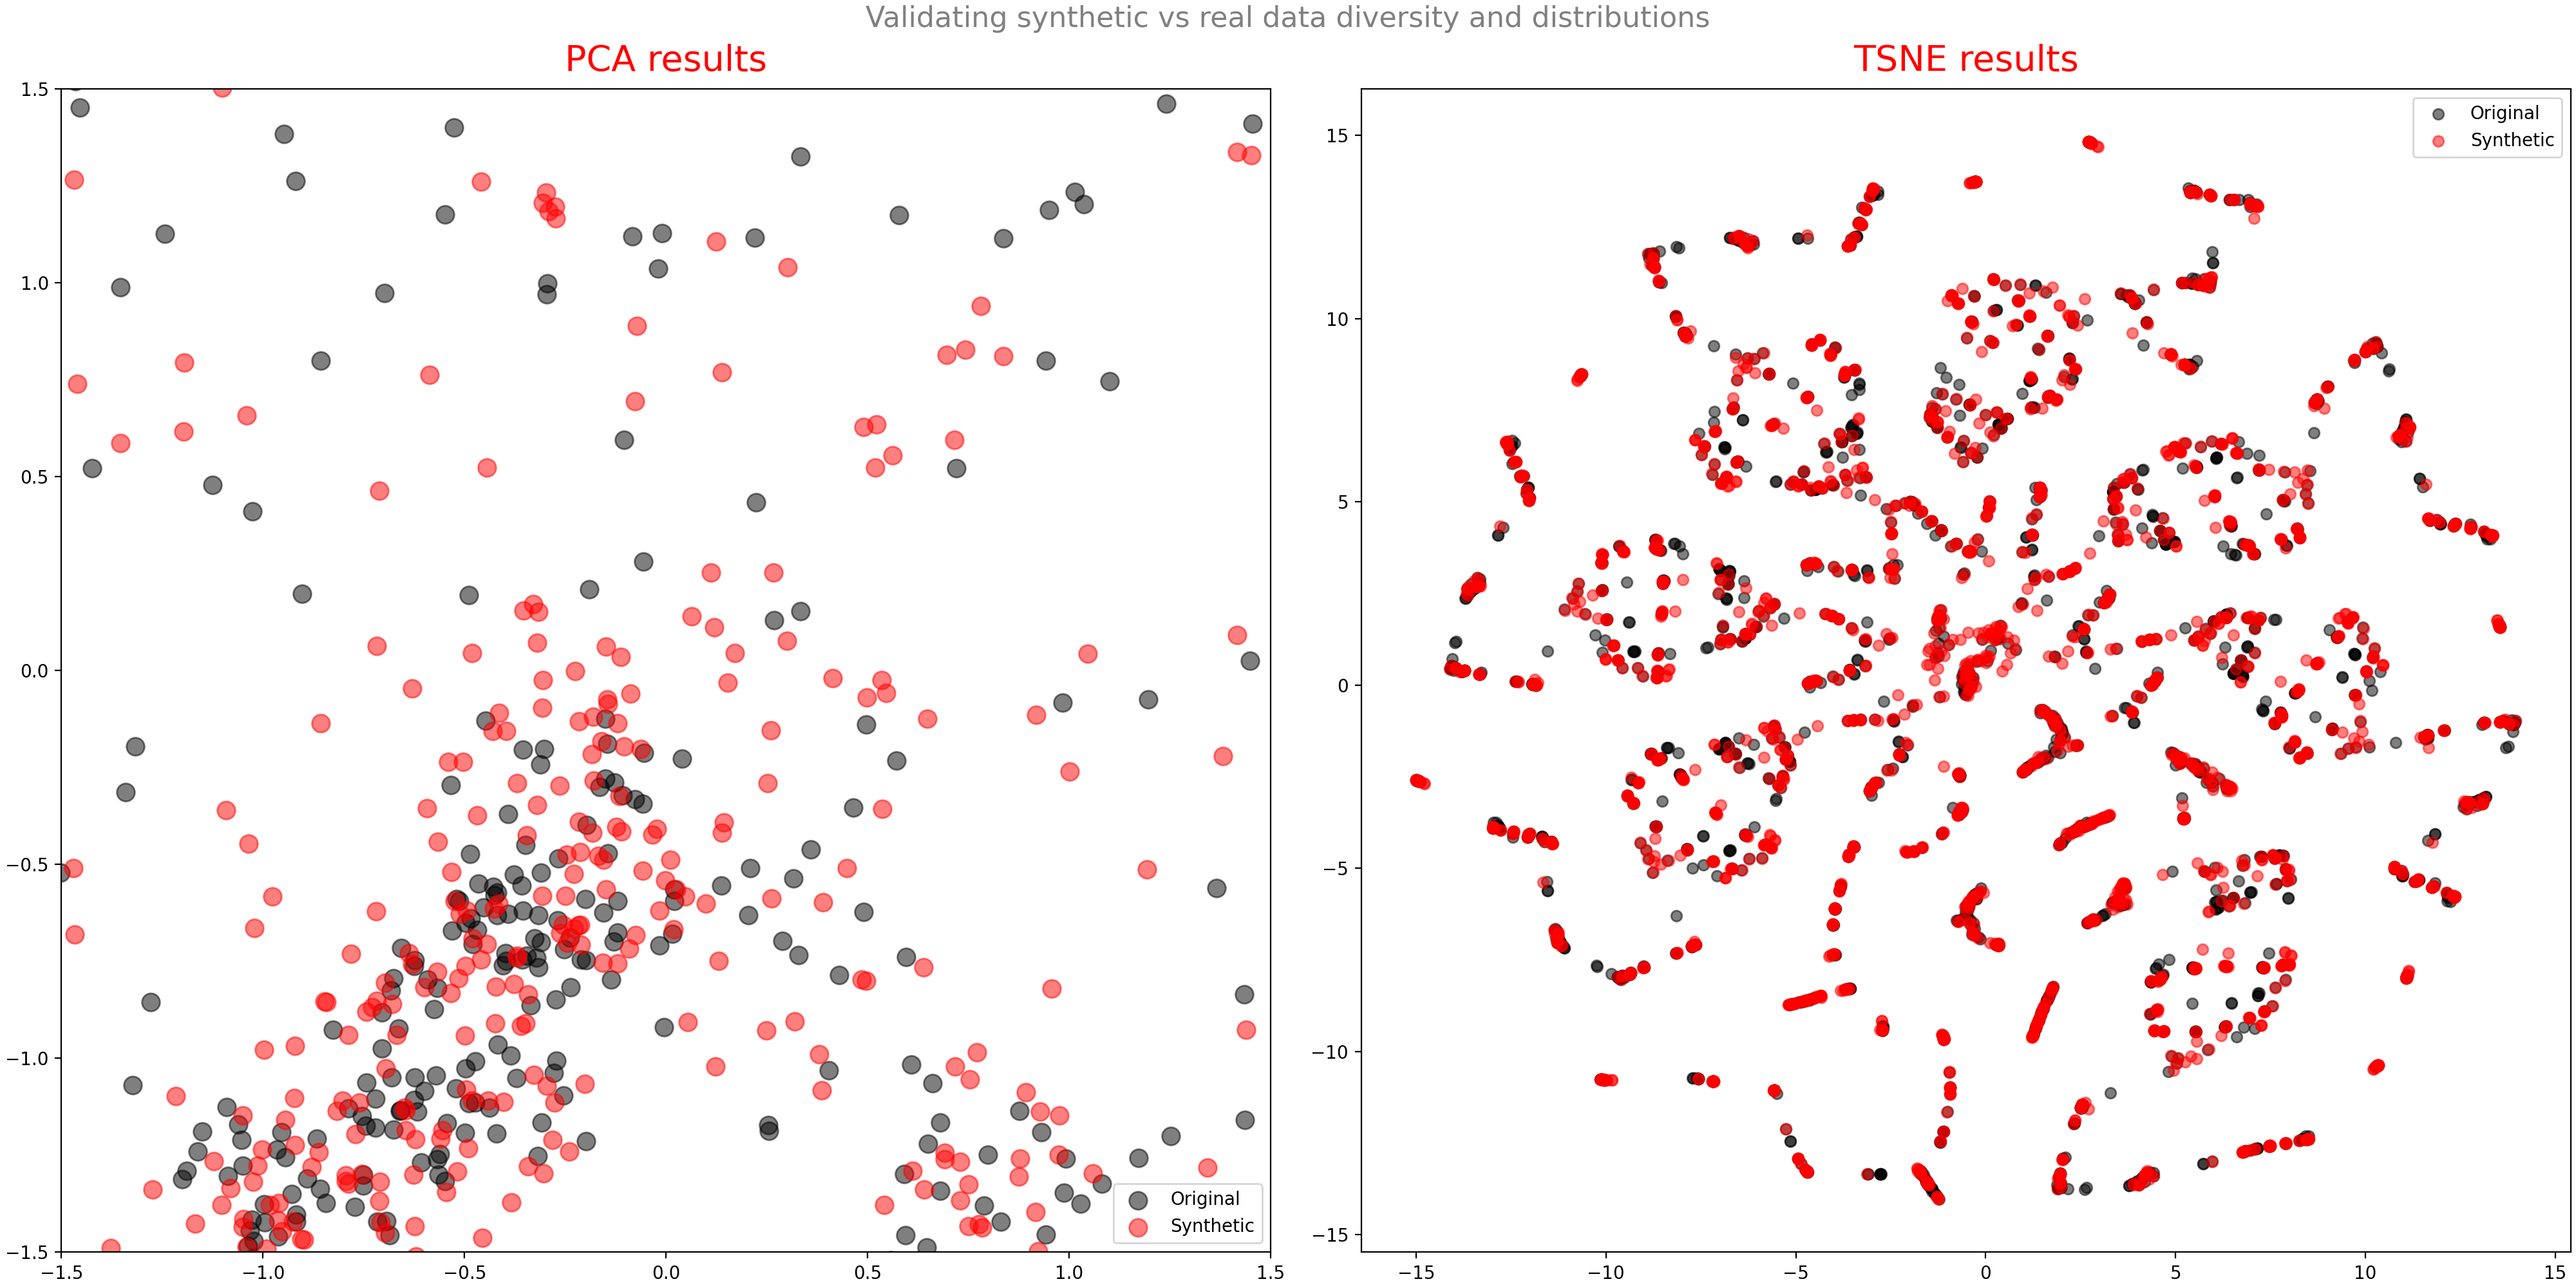 Validating synthetic vs real data diversity and distributions
PCA results
1.5
1.0
0.5
0.0
−0.5
−1.0
−1.5
−1.5 −1.0 −0.5 0.0 0.5 1.0 1.5
Original
Synthetic
TSNE results
Original
Synthetic
15
10
5
0
−5
−10
−15
−15 −10 −5 0 5 10 15